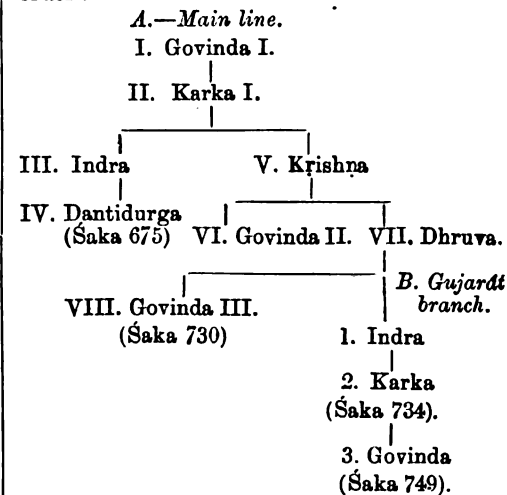 A.—Main line.
I. Govinda I.
II. Karka I.
III. Indra V. Kṛishṇa
IV. Dantidurga
(Śaka 675) VI. Govinda II. VII. Dhruva.
B. Gujarát
VIII. Govinda III. branch.
(Śaka 730)
1. Indra
2. Karka
(Śaka 734).
3. Govinda
(Śaka 749).